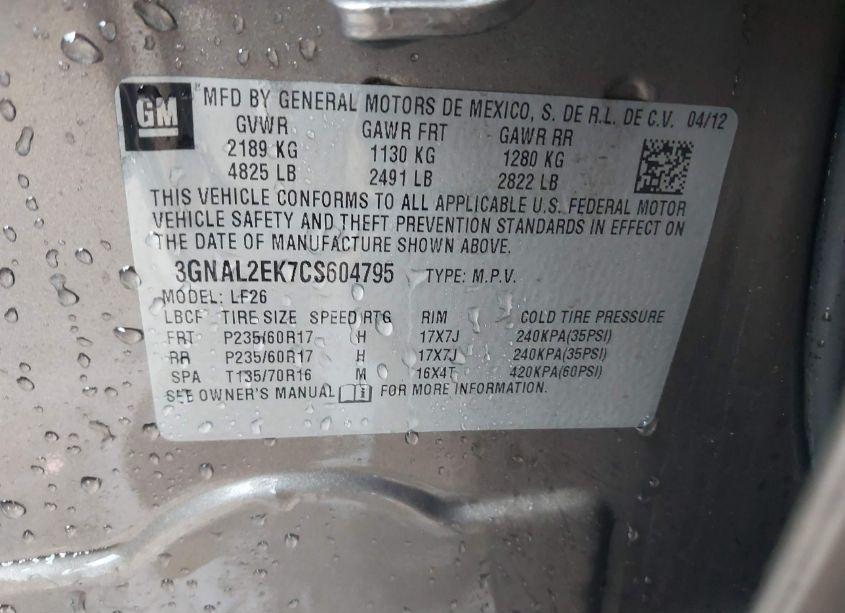 GM MFD BY GENERAL MOTORS DE MEXICO, S. DE R.L. DE C.V. 04/12
GVWR GAWR FRT GAWR RR
2189 KG 1130 KG 1280 KG
4825 LB 2491 LB 2822 LB
THIS VEHICLE CONFORMS TO ALL APPLICABLE U.S. FEDERAL MOTOR
VEHICLE SAFETY AND THEFT PREVENTION STANDARDS IN EFFECT ON
THE DATE OF MANUFACTURE SHOWN ABOVE.
3GNAL2EK7CS604795 TYPE: M.P.V.
MODEL: LF26
LBCF TIRE SIZE SPEED RTG RIM COLD TIRE PRESSURE
FRT P235/60R17 H 17X7J 240KPA(35PSI)
RR P235/60R17 H 17X7J 240KPA(35PSI)
SPA T135/70R16 M 16X4T 420KPA(60PSI)
SEE OWNER'S MANUAL FOR MORE INFORMATION.